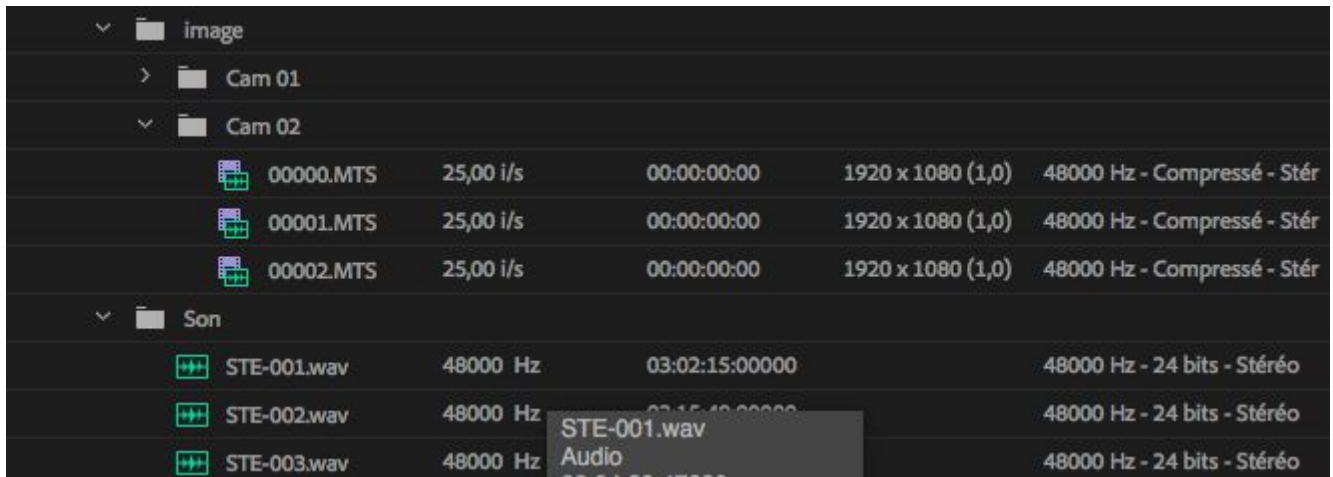 image
Cam 01
Cam 02
00000.MTS 25,00 i/s 00:00:00:00 1920 x 1080 (1,0) 48000 Hz - Compressé - Stér
00001.MTS 25,00 i/s 00:00:00:00 1920 x 1080 (1,0) 48000 Hz - Compressé - Stér
00002.MTS 25,00 i/s 00:00:00:00 1920 x 1080 (1,0) 48000 Hz - Compressé - Stér
Son
STE-001.wav 48000 Hz 03:02:15:00000 48000 Hz - 24 bits - Stéréo
STE-002.wav 48000 Hz 48000 Hz - 24 bits - Stéréo
STE-001.wav
STE-003.wav 48000 Hz 48000 Hz - 24 bits - Stéréo
Audio